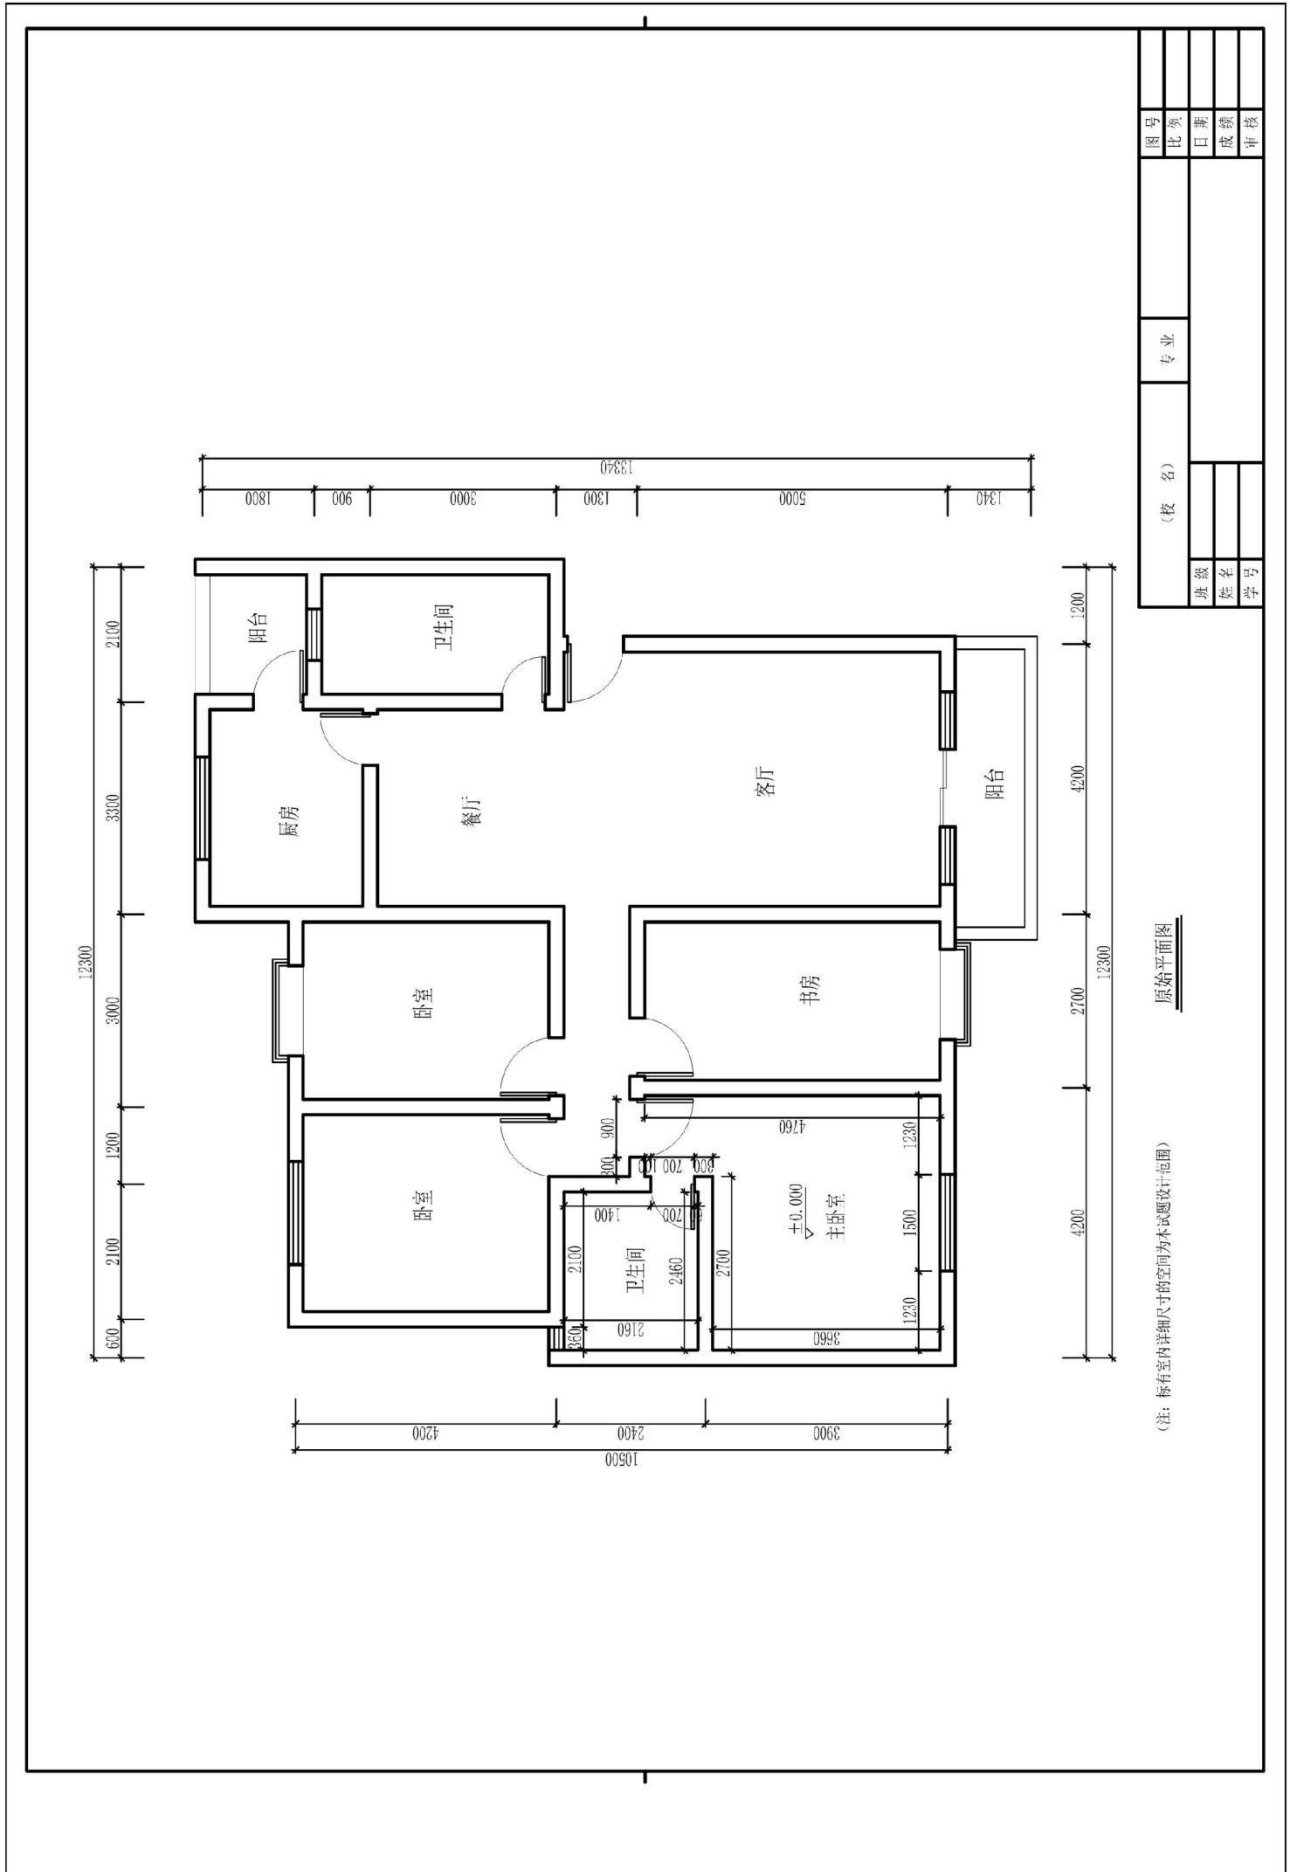 12300
600
2100
1200
3000
3300
2100
10500
4200
2400
3900
13340
1800
900
3000
1300
5000
1340
阳台
厨房
卫生间
卧室
卧室
餐厅
900
300
100
700
300
1400
700
2100
360
2160
卫生间
2460
2700
4760
±0.000
主卧室
3660
1230
1500
1230
书房
客厅
阳台
4200
2700
4200
1200
12300
原始平面图
(注: 标有室内详细尺寸的空间为本试题设计范围)
(校 名)
专 业
图 号
比 例
班 级
姓 名
学 号
日 期
成 绩
审 核